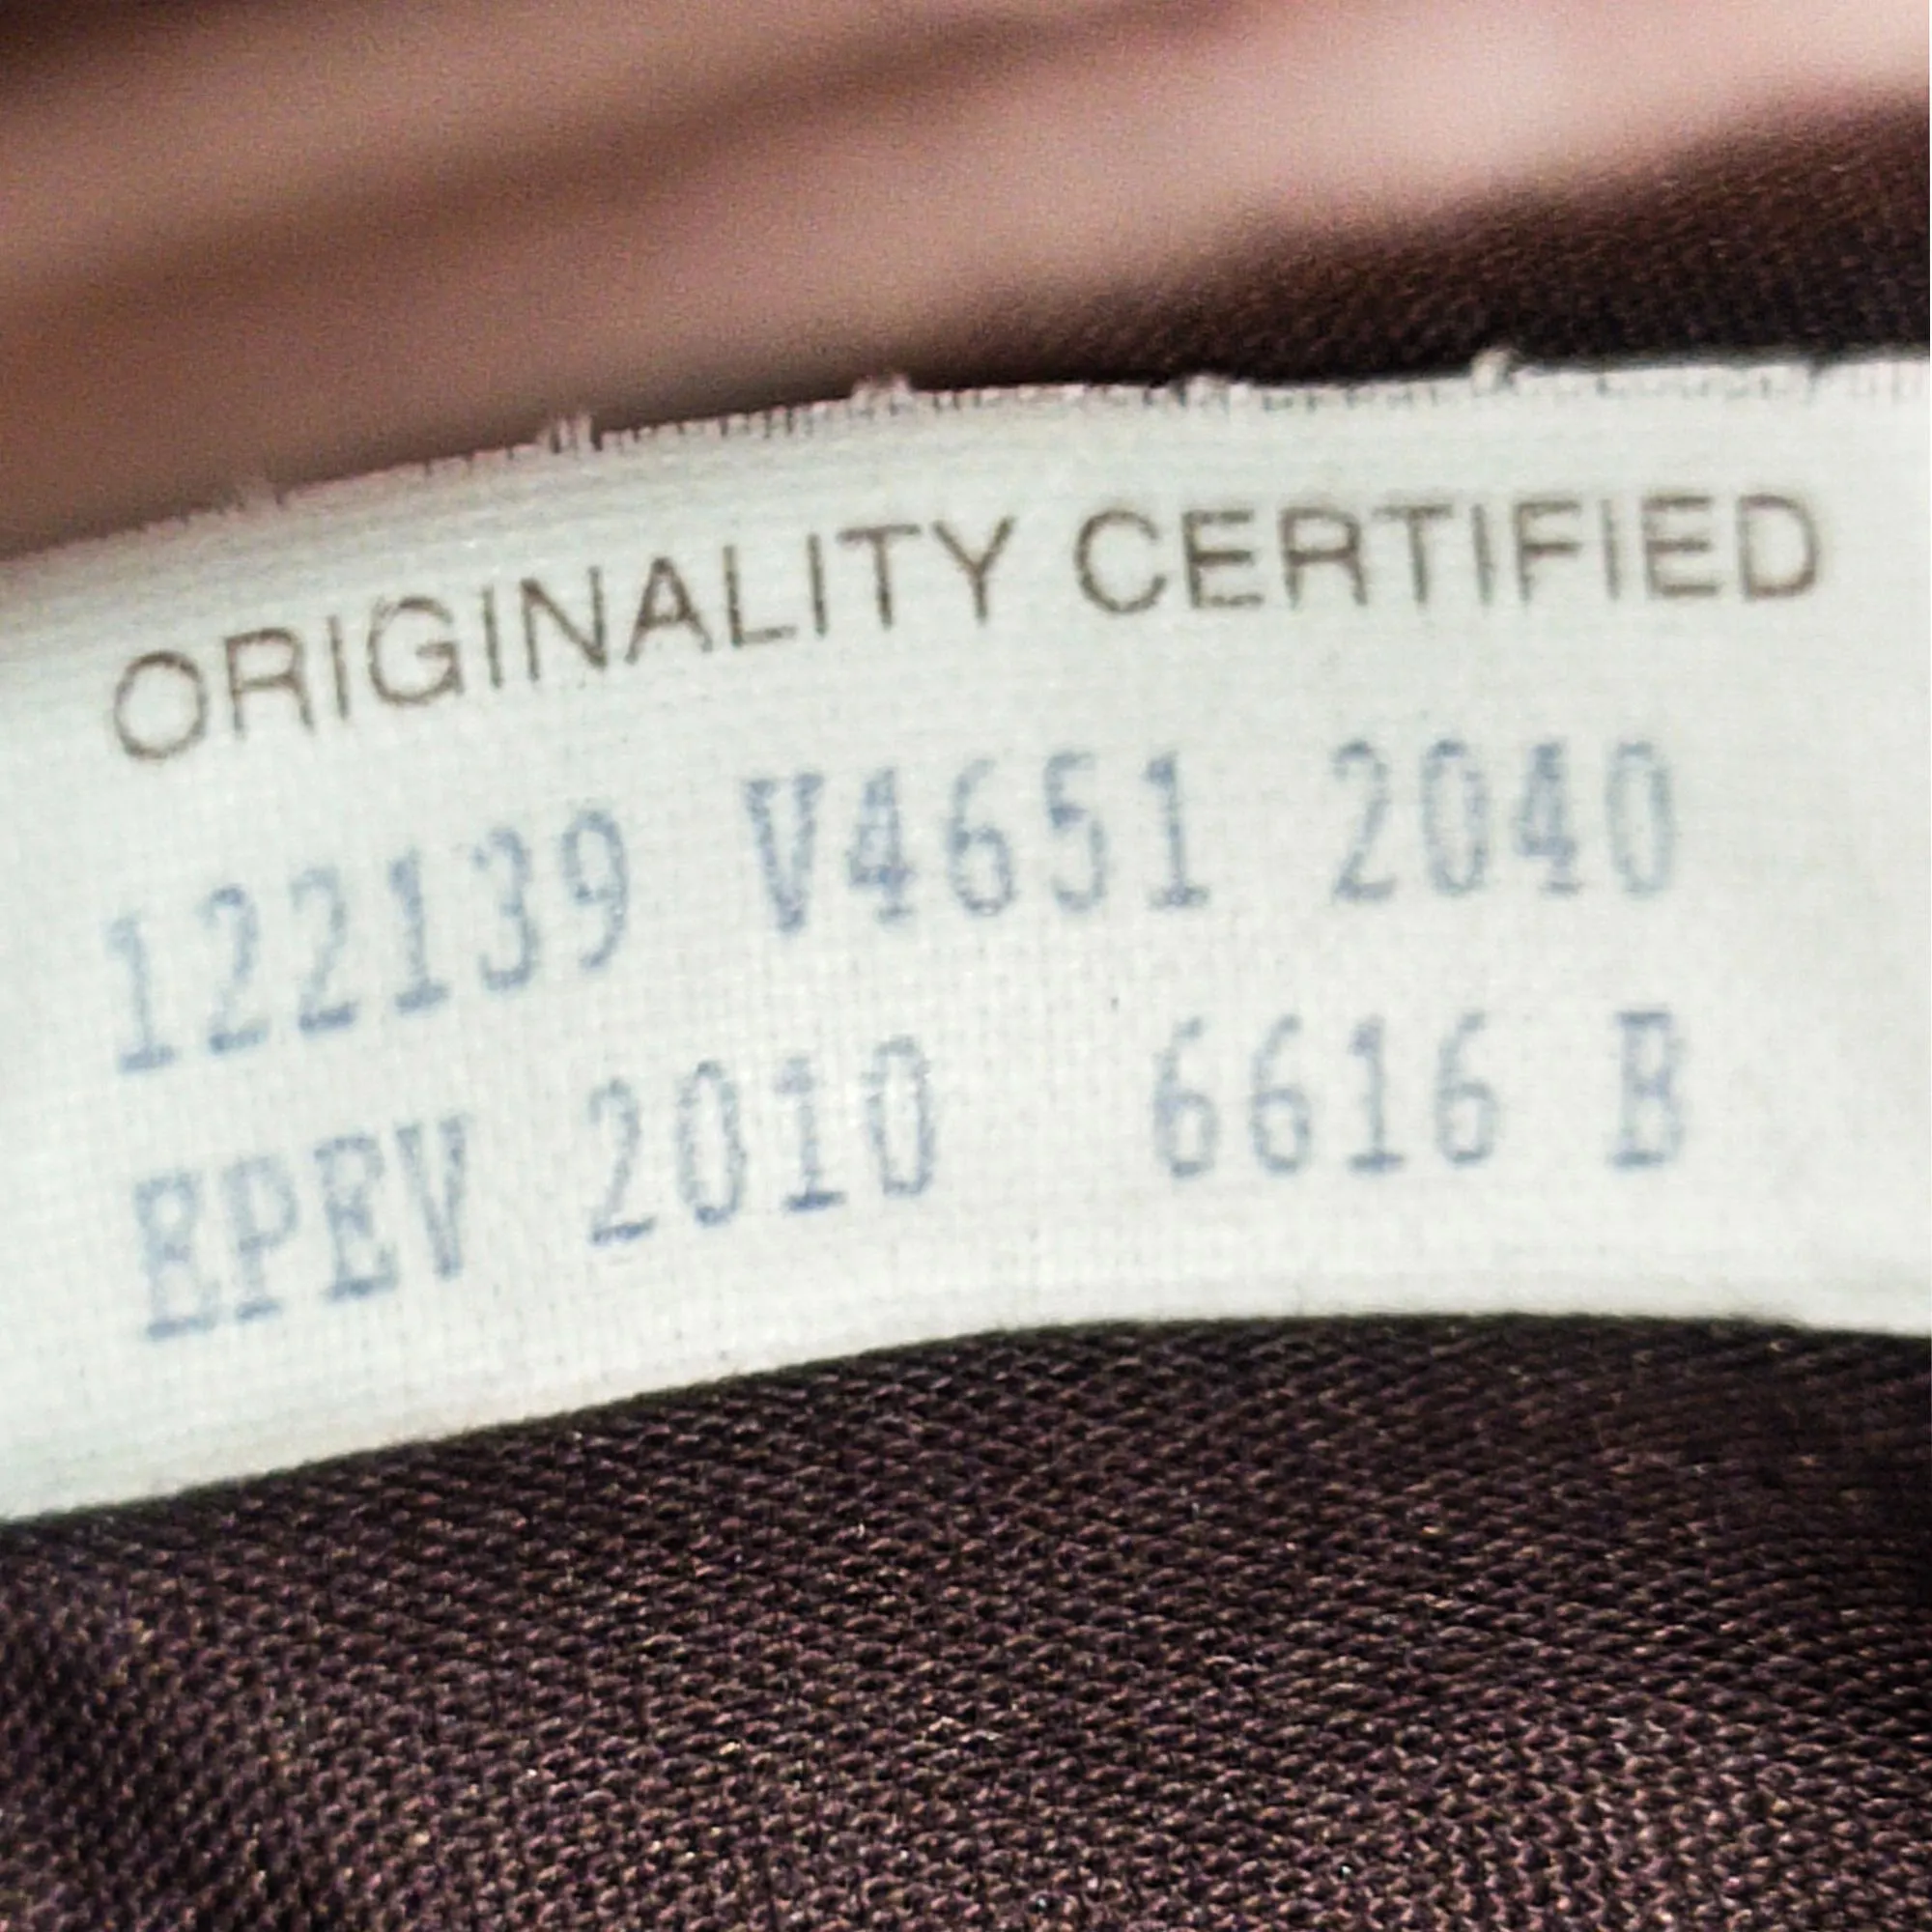 ORIGINALITY CERTIFIED
122139 V4651 2040
EPEV 2010 6616 B